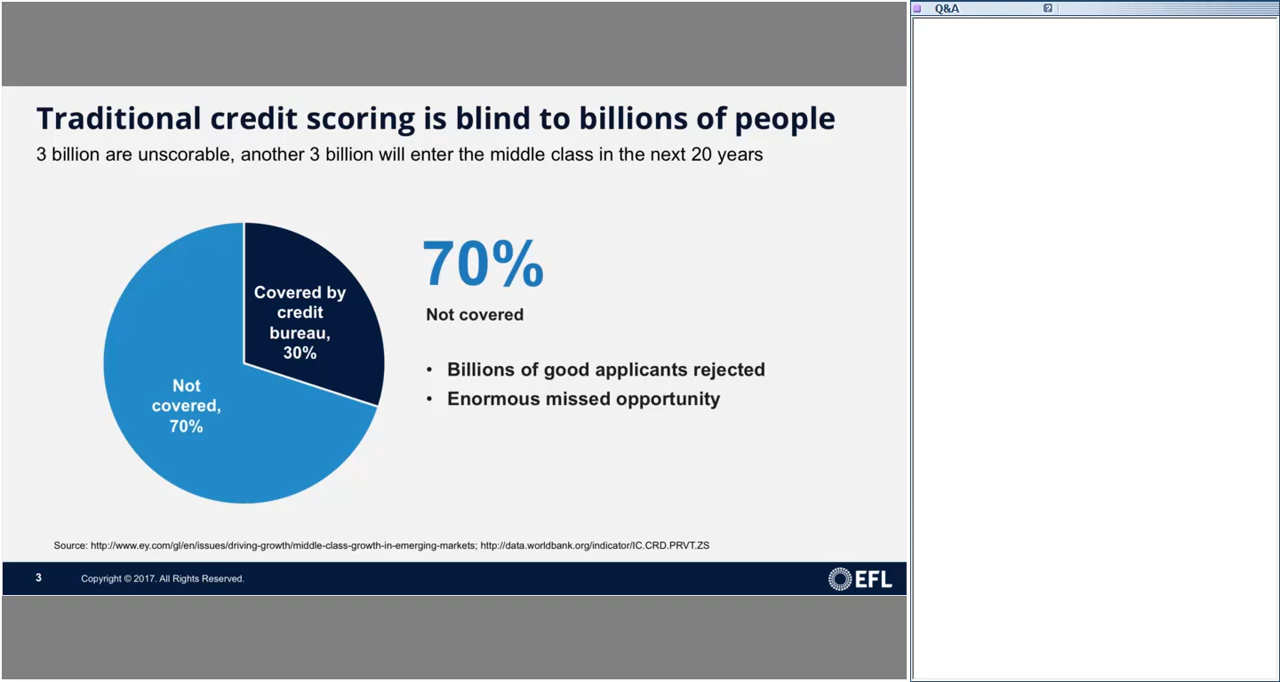 Q&A
Traditional credit scoring is blind to billions of people
3 billion are unscorable, another 3 billion will enter the middle class in the next 20 years
Covered by
credit
bureau,
30%
Not
covered,
70%
70%
Not covered
• Billions of good applicants rejected
• Enormous missed opportunity
Source: http://www.ey.com/gl/en/issues/driving-growth/middle-class-growth-in-emerging-markets; http://data.worldbank.org/indicator/IC.CRD.PRVT.ZS
3 Copyright © 2017. All Rights Reserved.
EFL